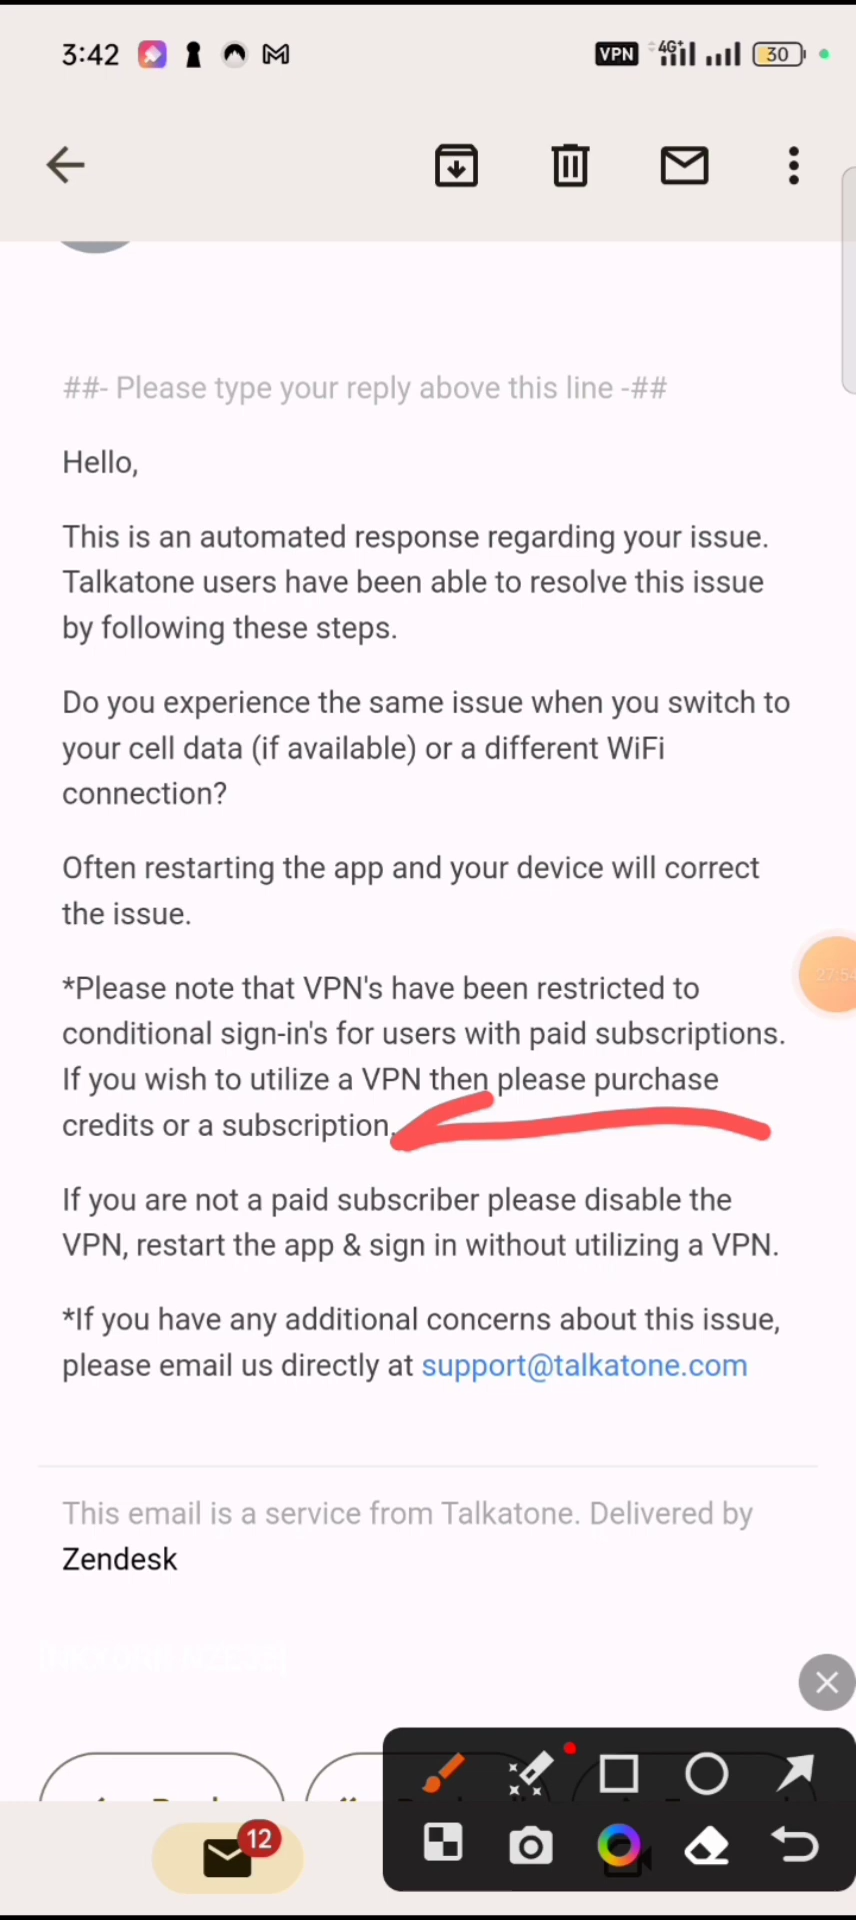 3:42 VPN 4G+ 30
##- Please type your reply above this line -##
Hello,
This is an automated response regarding your issue.
Talkatone users have been able to resolve this issue
by following these steps.
Do you experience the same issue when you switch to
your cell data (if available) or a different WiFi
connection?
Often restarting the app and your device will correct
the issue.
*Please note that VPN's have been restricted to
conditional sign-in's for users with paid subscriptions.
If you wish to utilize a VPN then please purchase
credits or a subscription.
27:54
If you are not a paid subscriber please disable the
VPN, restart the app & sign in without utilizing a VPN.
*If you have any additional concerns about this issue,
please email us directly at support@talkatone.com
This email is a service from Talkatone. Delivered by
Zendesk
12